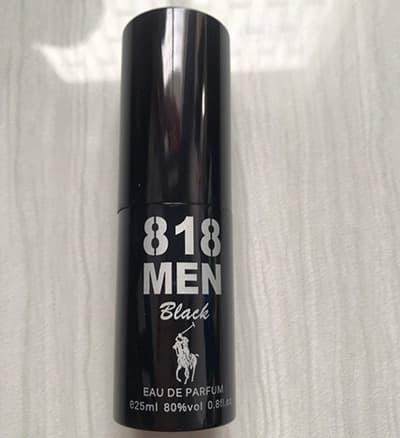 818
MEN
Black
EAU DE PARFUM
e25ml 80%vol 0.8fl.oz